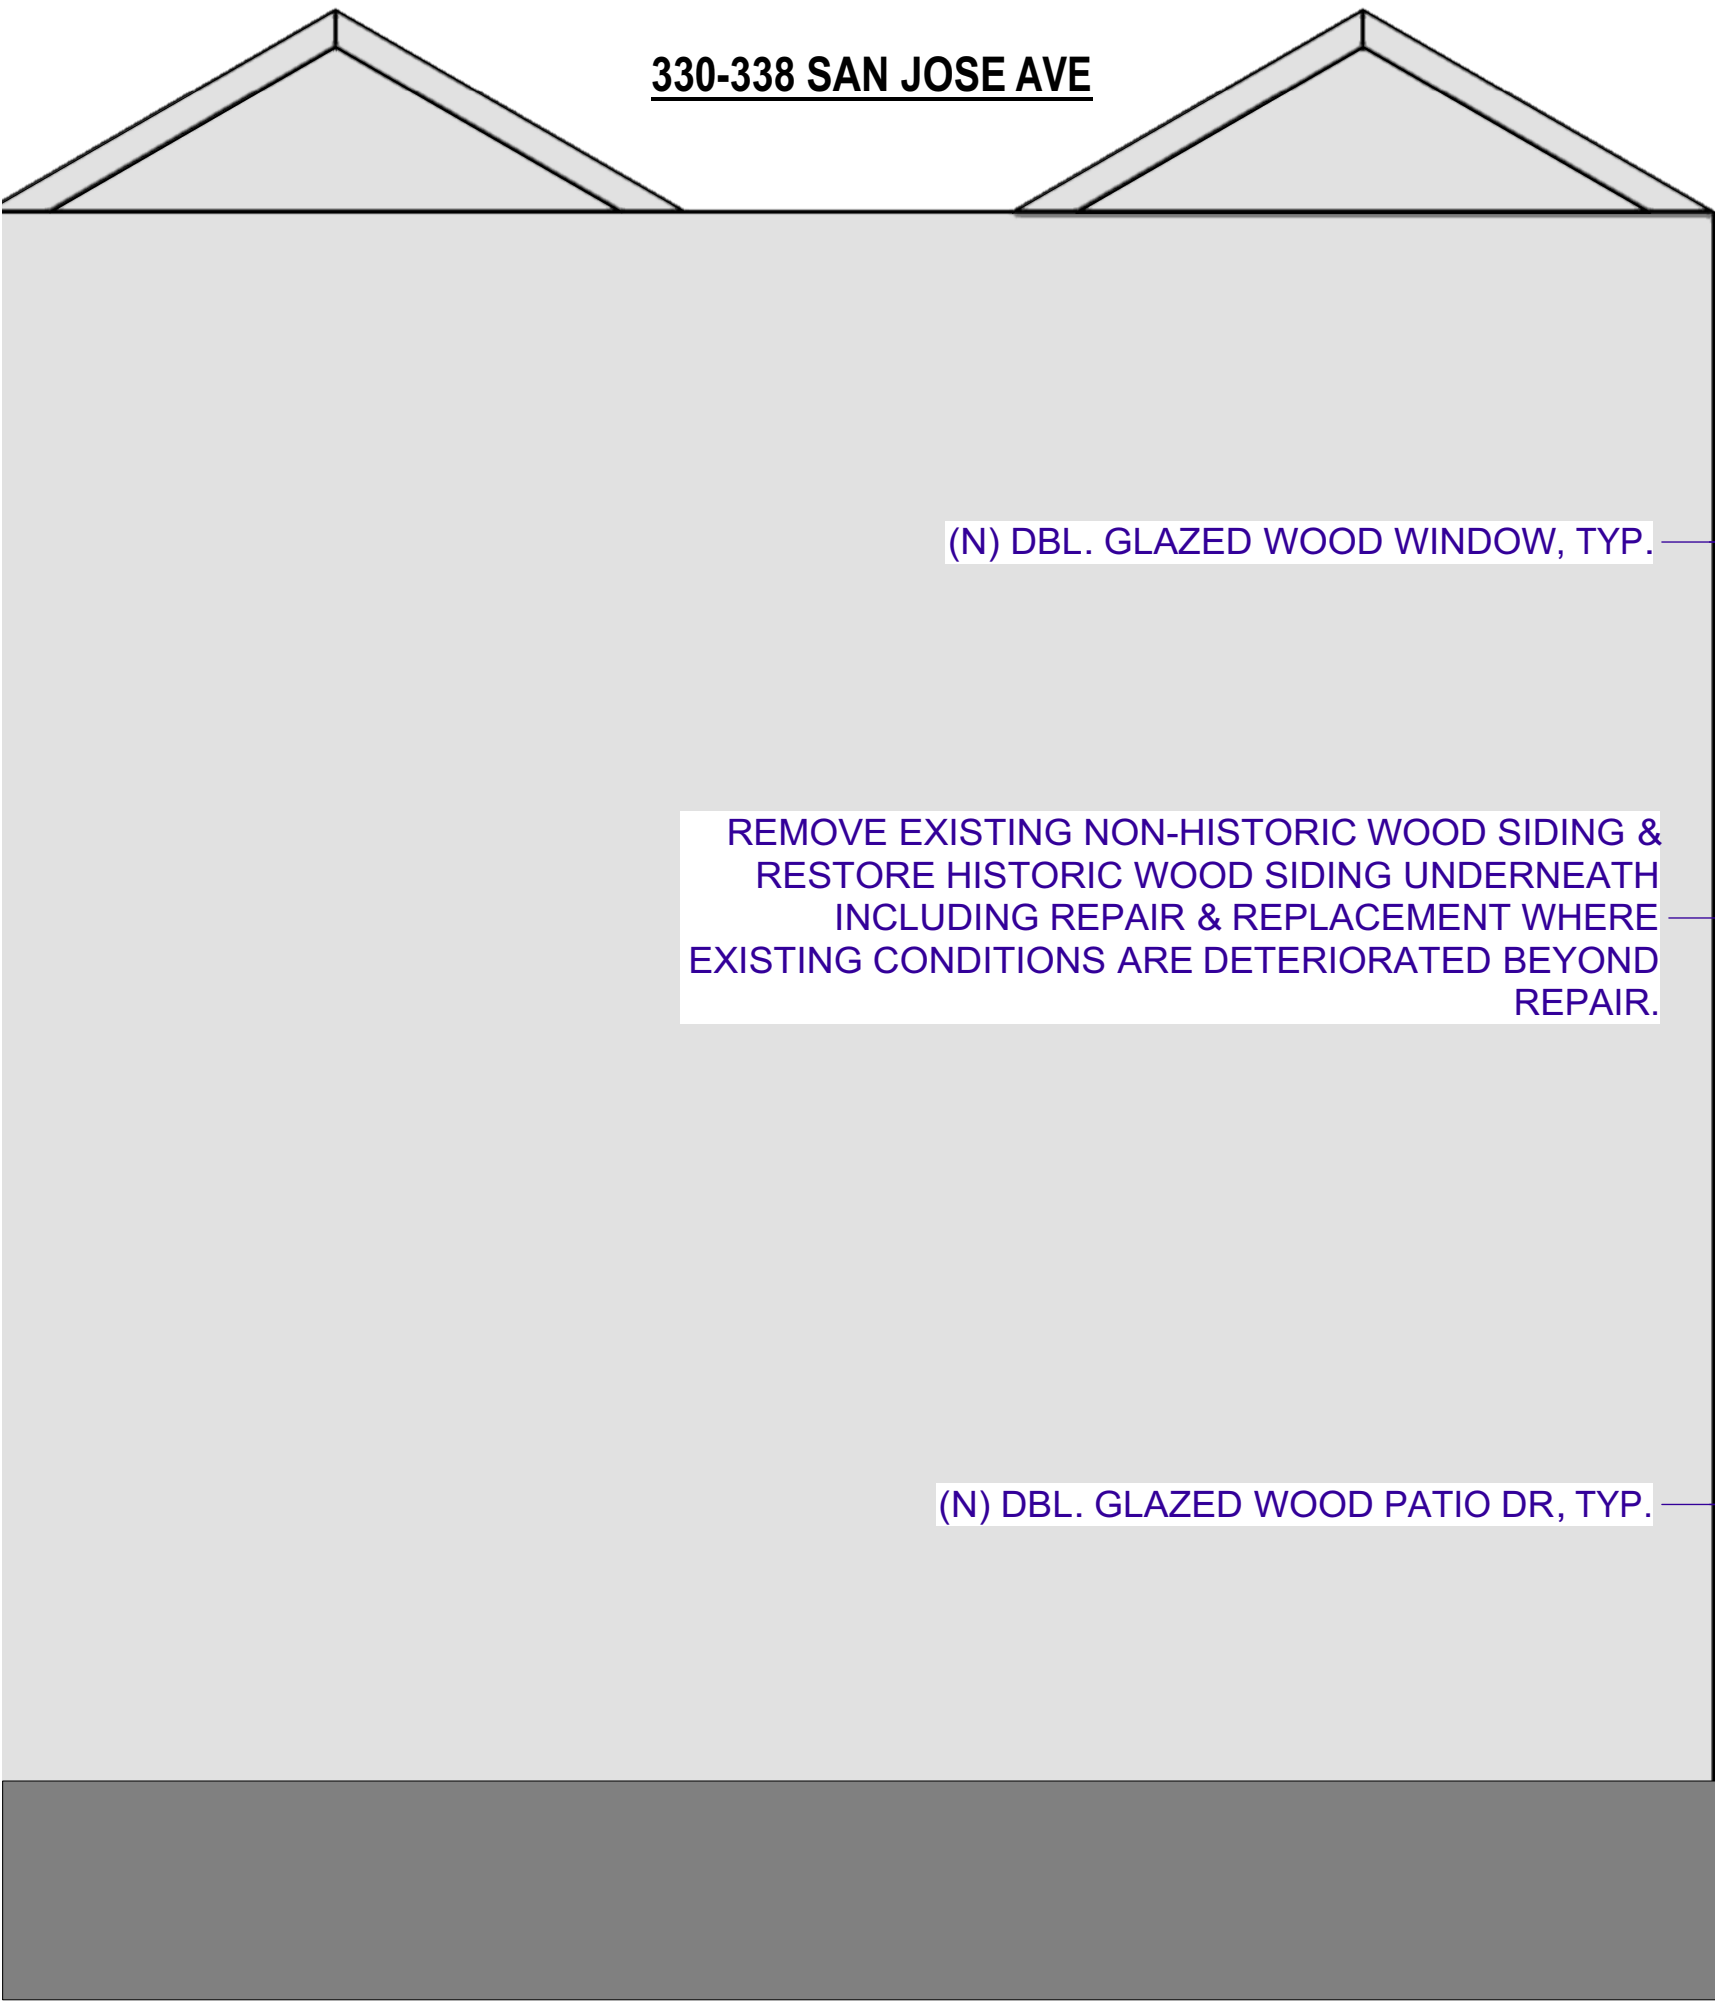 330-338 SAN JOSE AVE
(N) DBL. GLAZED WOOD WINDOW, TYP.
REMOVE EXISTING NON-HISTORIC WOOD SIDING &
RESTORE HISTORIC WOOD SIDING UNDERNEATH
INCLUDING REPAIR & REPLACEMENT WHERE
EXISTING CONDITIONS ARE DETERIORATED BEYOND
REPAIR.
(N) DBL. GLAZED WOOD PATIO DR, TYP.